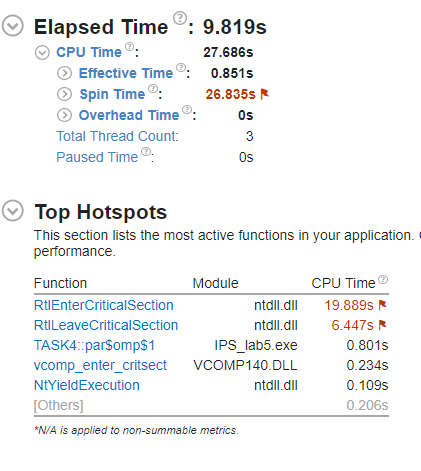 Elapsed Time ?: 9.819s
CPU Time ?: 27.686s
Effective Time ?: 0.851s
Spin Time ?: 26.835s
Overhead Time ?: 0s
Total Thread Count: 3
Paused Time ?: 0s
Top Hotspots
This section lists the most active functions in your application.
performance.
Function Module CPU Time ?
RtlEnterCriticalSection ntdll.dll 19.889s
RtlLeaveCriticalSection ntdll.dll 6.447s
TASK4::par$omp$1 IPS_lab5.exe 0.801s
vcomp_enter_critsect VCOMP140.DLL 0.234s
NtYieldExecution ntdll.dll 0.109s
[Others] 0.206s
*N/A is applied to non-summable metrics.